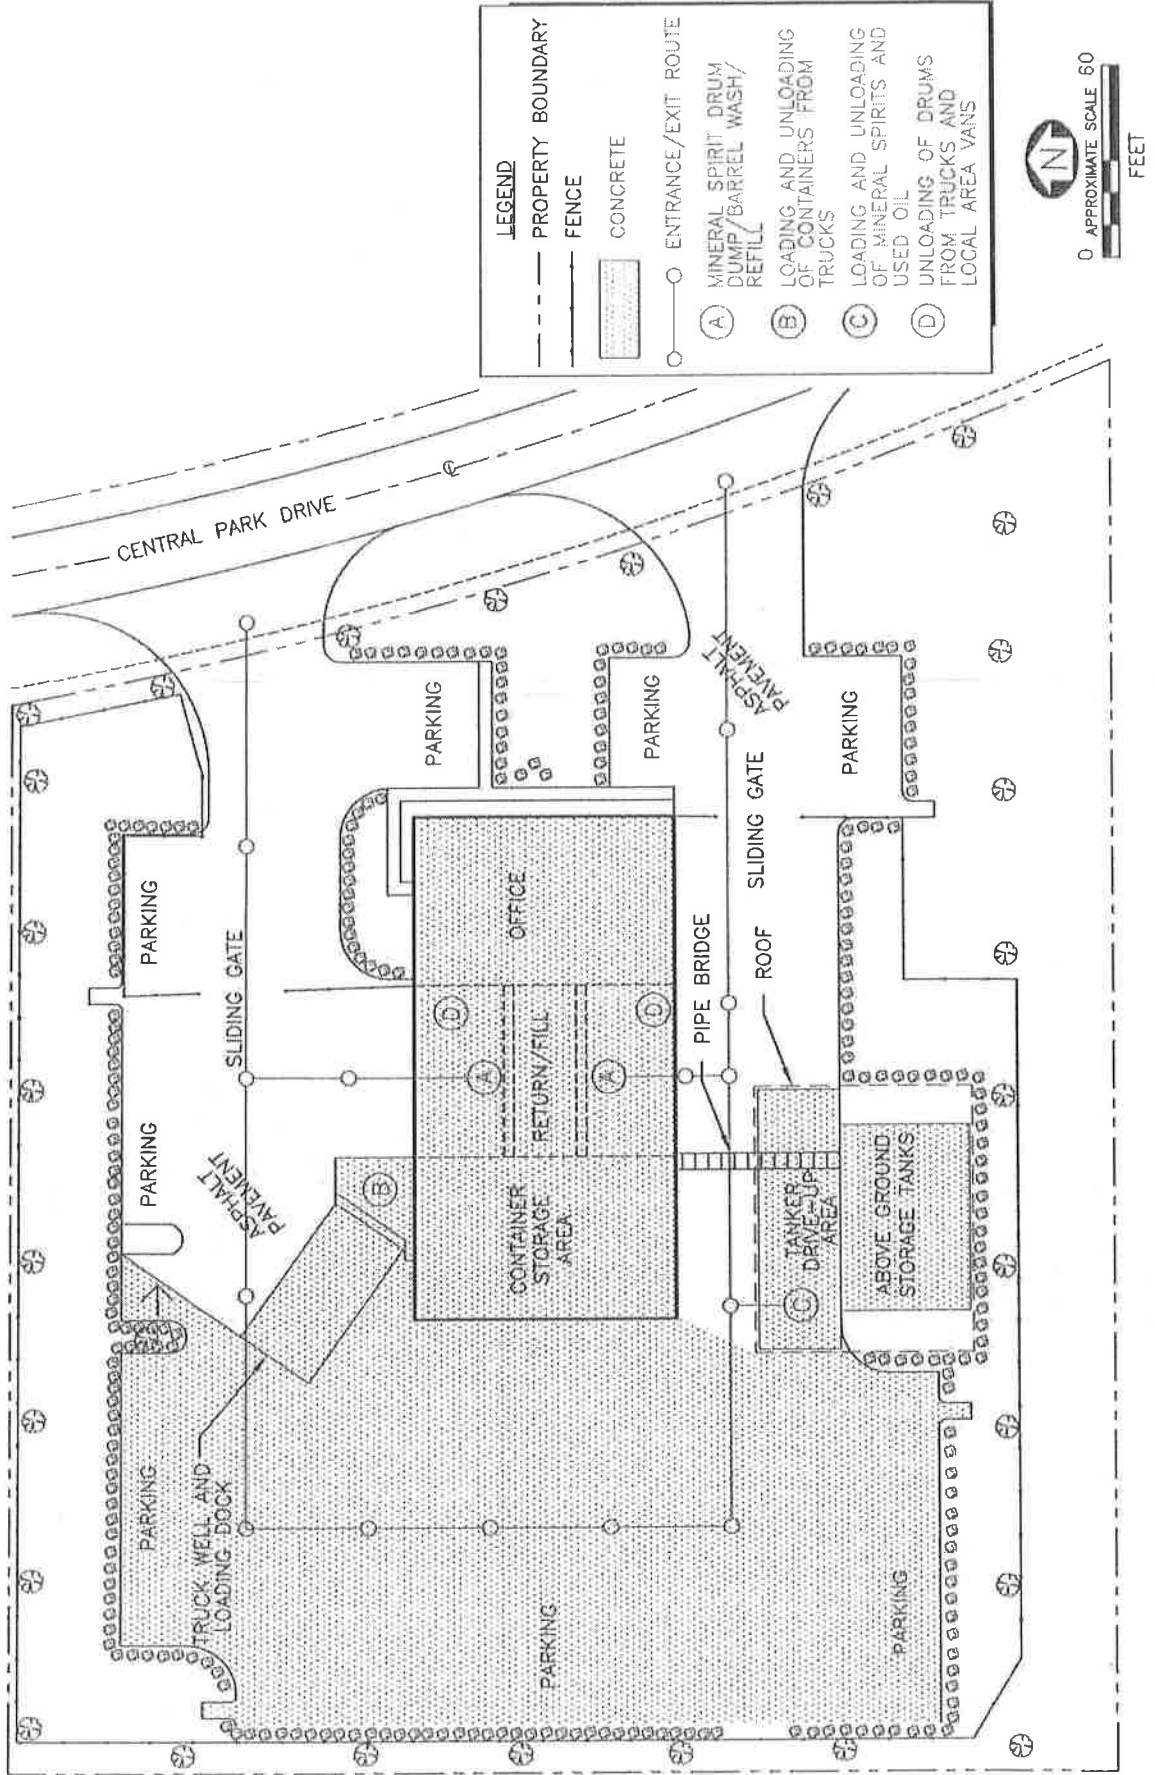 TRUCK WELL AND
LOADING DOCK
PARKING
PARKING
PARKING
ASPHALT
PAVEMENT
SLIDING GATE
CENTRAL PARK DRIVE
℄
PARKING
B
CONTAINER
STORAGE
AREA
D
A
RETURN/FILL
A
D
OFFICE
PARKING
PARKING
ASPHALT
PAVEMENT
PARKING
PIPE BRIDGE
ROOF
SLIDING GATE
TANKER
DRIVE-UP
AREA
C
PARKING
ABOVE GROUND
STORAGE TANKS
PARKING
LEGEND
PROPERTY BOUNDARY
FENCE
CONCRETE
ENTRANCE/EXIT ROUTE
A MINERAL SPIRIT DRUM
DUMP/BARREL WASH/
REFILL
B LOADING AND UNLOADING
OF CONTAINERS FROM
TRUCKS
C LOADING AND UNLOADING
OF MINERAL SPIRITS AND
USED OIL
D UNLOADING OF DRUMS
FROM TRUCKS AND
LOCAL AREA VANS
N
0 APPROXIMATE SCALE 60
FEET